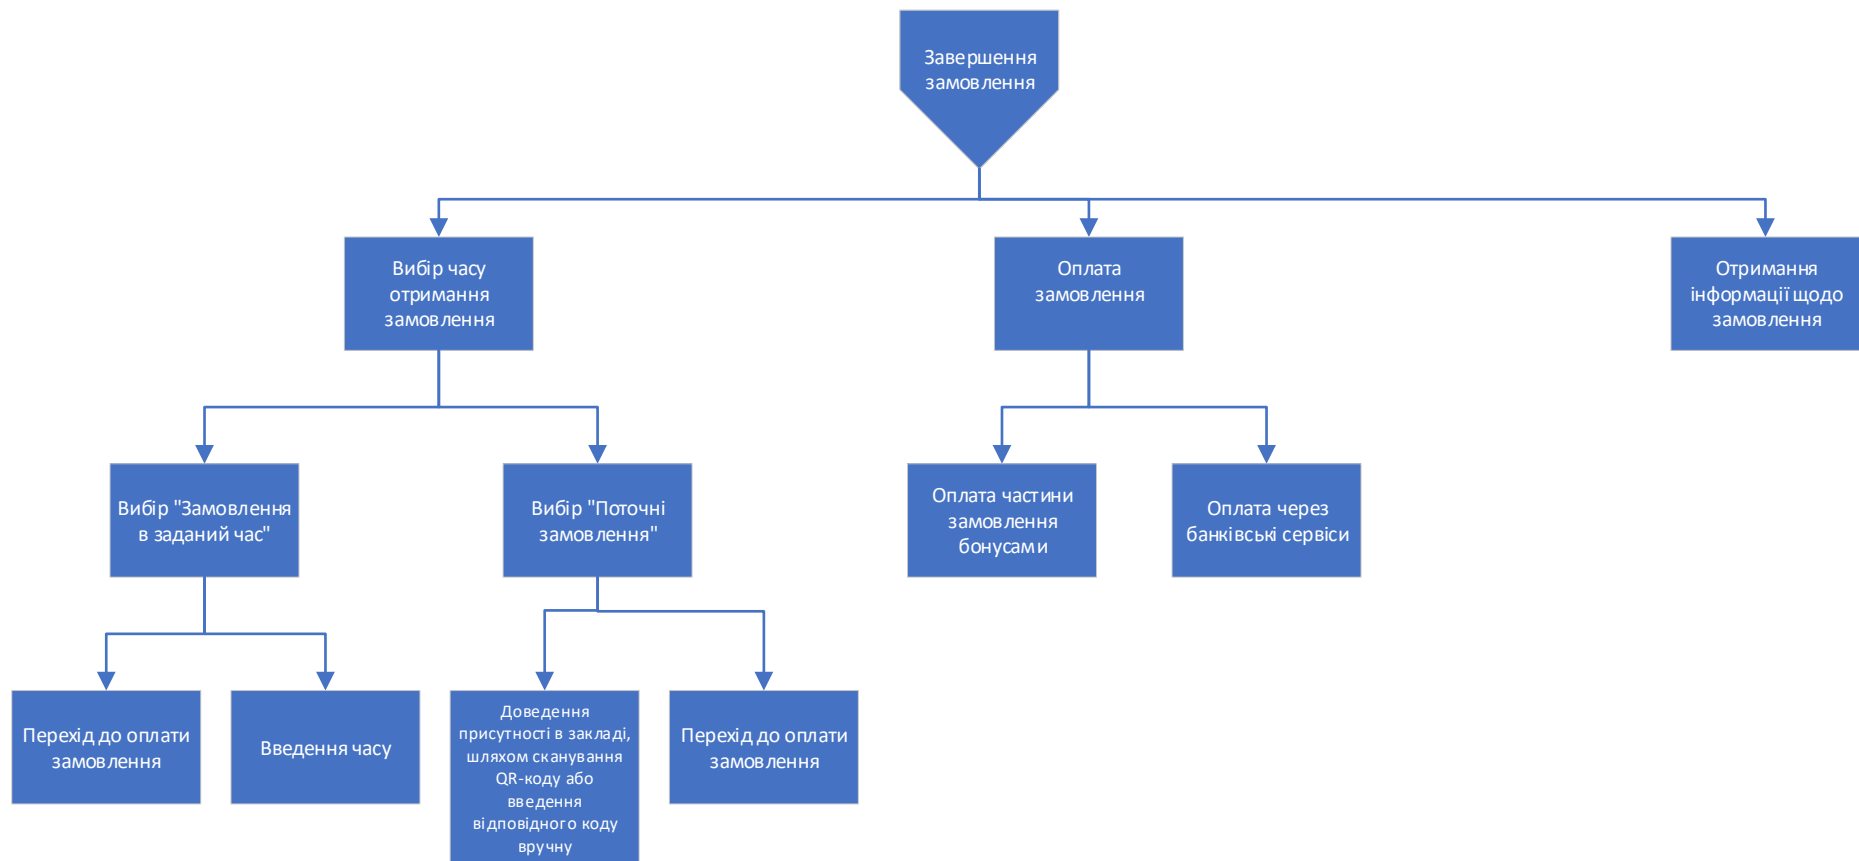 Завершення
замовлення
Вибір часу
отримання
замовлення
Оплата
замовлення
Отримання
інформації щодо
замовлення
Вибір "Замовлення
в заданий час"
Вибір "Поточні
замовлення"
Оплата частини
замовлення
бонусами
Оплата через
банківські сервіси
Перехід до оплати
замовлення
Введення часу
Доведення
присутності в закладі,
шляхом сканування
QR-коду або
введення
відповідного коду
вручну
Перехід до оплати
замовлення